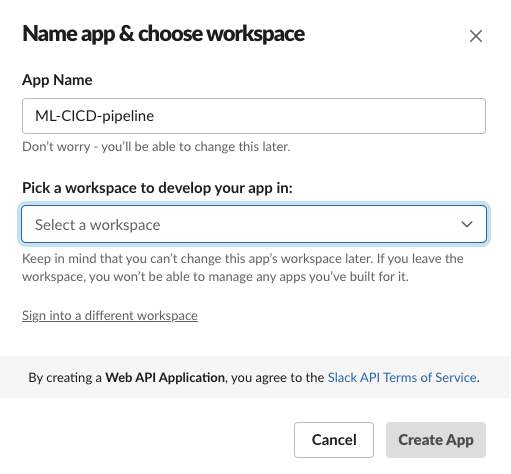 Name app & choose workspace
App Name
ML-CICD-pipeline
Don’t worry - you’ll be able to change this later.
Pick a workspace to develop your app in:
Select a workspace
Keep in mind that you can’t change this app’s workspace later. If you leave the
workspace, you won’t be able to manage any apps you’ve built for it.
Sign into a different workspace
By creating a Web API Application, you agree to the Slack API Terms of Service.
Cancel
Create App